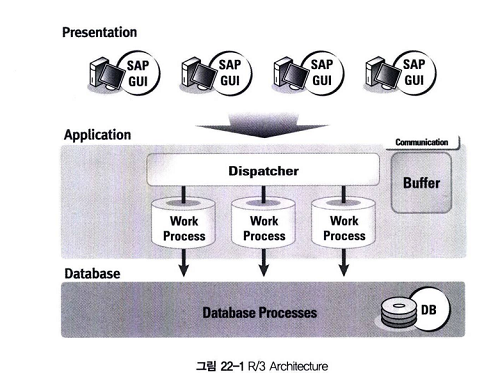 Presentation
SAP
GUI
SAP
GUI
SAP
GUI
SAP
GUI
Application
Communication
Dispatcher
Buffer
Work
Process
Work
Process
Work
Process
Database
Database Processes
DB
그림 22-1 R/3 Architecture